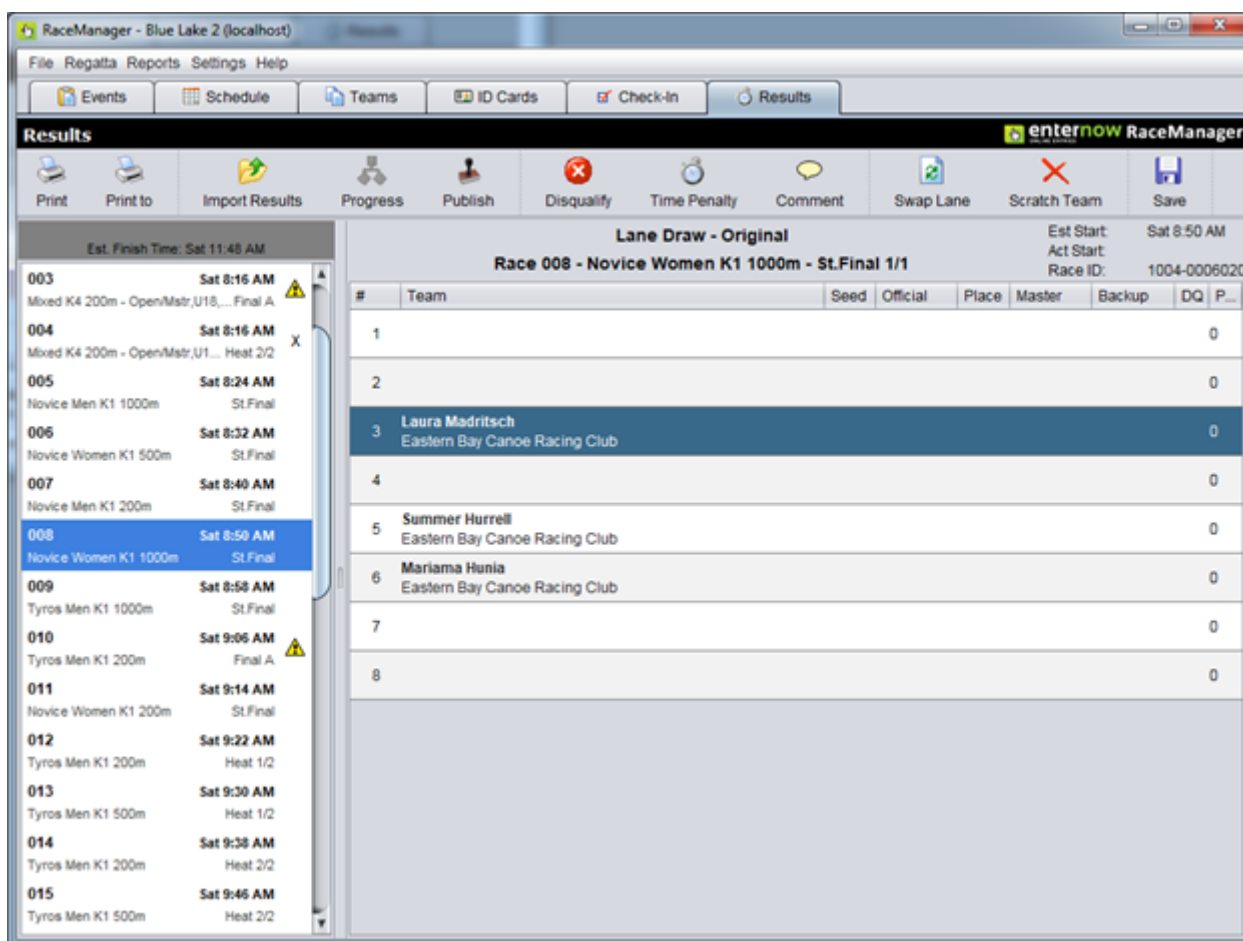 RaceManager - Blue Lake 2 (localhost)
File Regatta Reports Settings Help
Events Schedule Teams ID Cards Check-In Results
Results
enternow RaceManager
Print Print to Import Results Progress Publish Disqualify Time Penalty Comment Swap Lane Scratch Team Save
Est. Finish Time: Sat 11:48 AM
003 Sat 8:16 AM
Mixed K4 200m - Open/Mstr,U18,... Final A
004 Sat 8:16 AM X
Mixed K4 200m - Open/Mstr,U1... Heat 2/2
005 Sat 8:24 AM
Novice Men K1 1000m St.Final
006 Sat 8:32 AM
Novice Women K1 500m St.Final
007 Sat 8:40 AM
Novice Men K1 200m St.Final
008 Sat 8:50 AM
Novice Women K1 1000m St.Final
009 Sat 8:58 AM
Tyros Men K1 1000m St.Final
010 Sat 9:06 AM
Tyros Men K1 200m Final A
011 Sat 9:14 AM
Novice Women K1 200m St.Final
012 Sat 9:22 AM
Tyros Men K1 200m Heat 1/2
013 Sat 9:30 AM
Tyros Men K1 500m Heat 1/2
014 Sat 9:38 AM
Tyros Men K1 200m Heat 2/2
015 Sat 9:46 AM
Tyros Men K1 500m Heat 2/2
Lane Draw - Original
Race 008 - Novice Women K1 1000m - St.Final 1/1
Est Start: Sat 8:50 AM
Act Start:
Race ID: 1004-0006020
# Team Seed Official Place Master Backup DQ P...
1 0
2 0
3 Laura Madritsch 0
Eastern Bay Canoe Racing Club
4 0
5 Summer Hurrell 0
Eastern Bay Canoe Racing Club
6 Mariama Hunia 0
Eastern Bay Canoe Racing Club
7 0
8 0